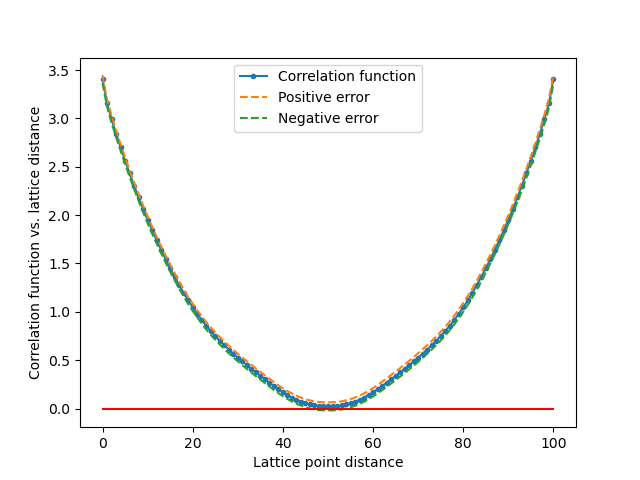 Correlation function
Positive error
Negative error
3.5
3.0
2.5
2.0
1.5
1.0
0.5
0.0
Correlation function vs. lattice distance
0 20 40 60 80 100
Lattice point distance